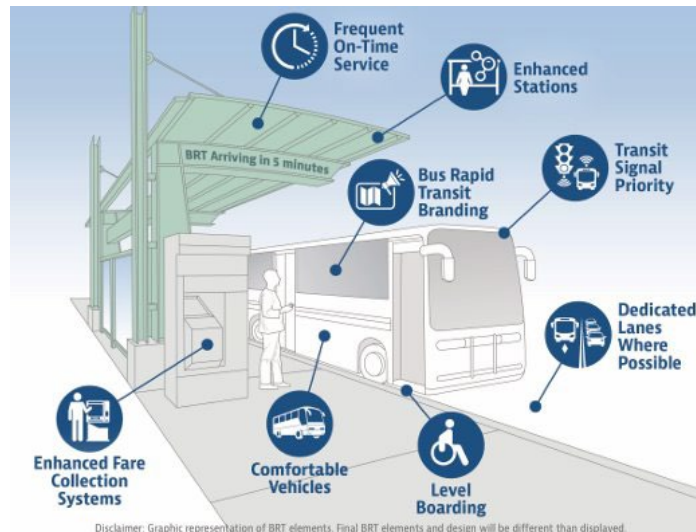 Frequent
On-Time
Service
Enhanced
Stations
BRT Arriving in 5 minutes
Transit
Signal
Priority
Bus Rapid
Transit
Branding
Dedicated
Lanes
Where
Possible
Enhanced Fare
Collection
Systems
Comfortable
Vehicles
Level
Boarding
Disclaimer: Graphic representation of BRT elements. Final BRT elements and design will be different than displayed.